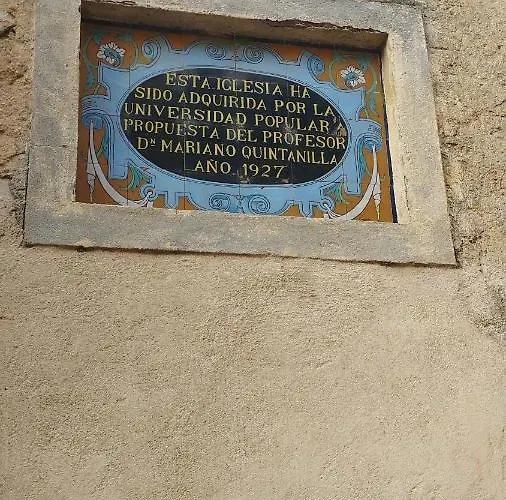 ESTA IGLESIA HA
SIDO ADQUIRIDA POR LA
UNIVERSIDAD POPULAR A
PROPUESTA DEL PROFESOR
Dⁿ MARIANO QUINTANILLA
AÑO 1927